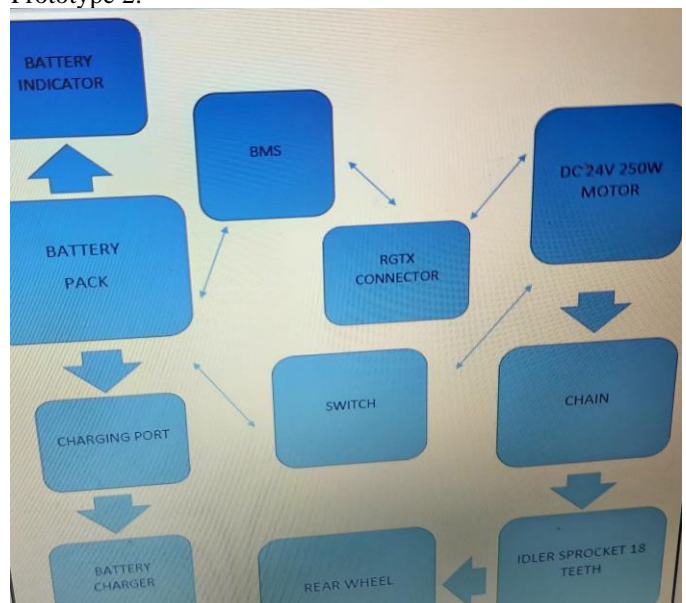 Prototype 2:
BATTERY
INDICATOR
BMS
DC 24V 250W
MOTOR
BATTERY
PACK
RGTX
CONNECTOR
SWITCH
CHAIN
CHARGING PORT
BATTERY
CHARGER
REAR WHEEL
IDLER SPROCKET 18
TEETH